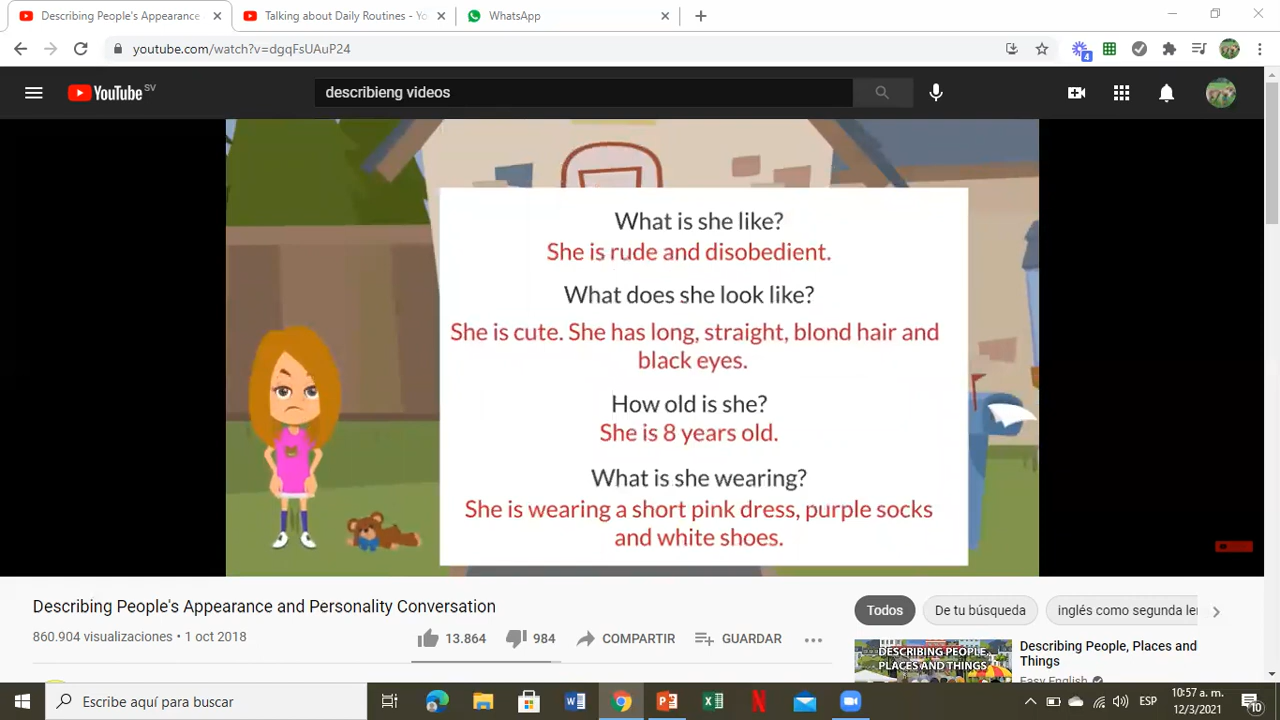 Describing People's Appearance
Talking about Daily Routines - Yo
WhatsApp
youtube.com/watch?v=dgqFsUAuP24
4
YouTube SV
describieng videos
What is she like?
She is rude and disobedient.
What does she look like?
She is cute. She has long, straight, blond hair and
black eyes.
How old is she?
She is 8 years old.
What is she wearing?
She is wearing a short pink dress, purple socks
and white shoes.
Describing People's Appearance and Personality Conversation
860.904 visualizaciones • 1 oct 2018
13.864
984
COMPARTIR
GUARDAR
Todos
De tu búsqueda
inglés como segunda len
DESCRIBING PEOPLE,
PLACES AND THINGS
Describing People, Places and
Things
Easy English
Escribe aquí para buscar
ESP
10:57 a. m.
12/3/2021
10